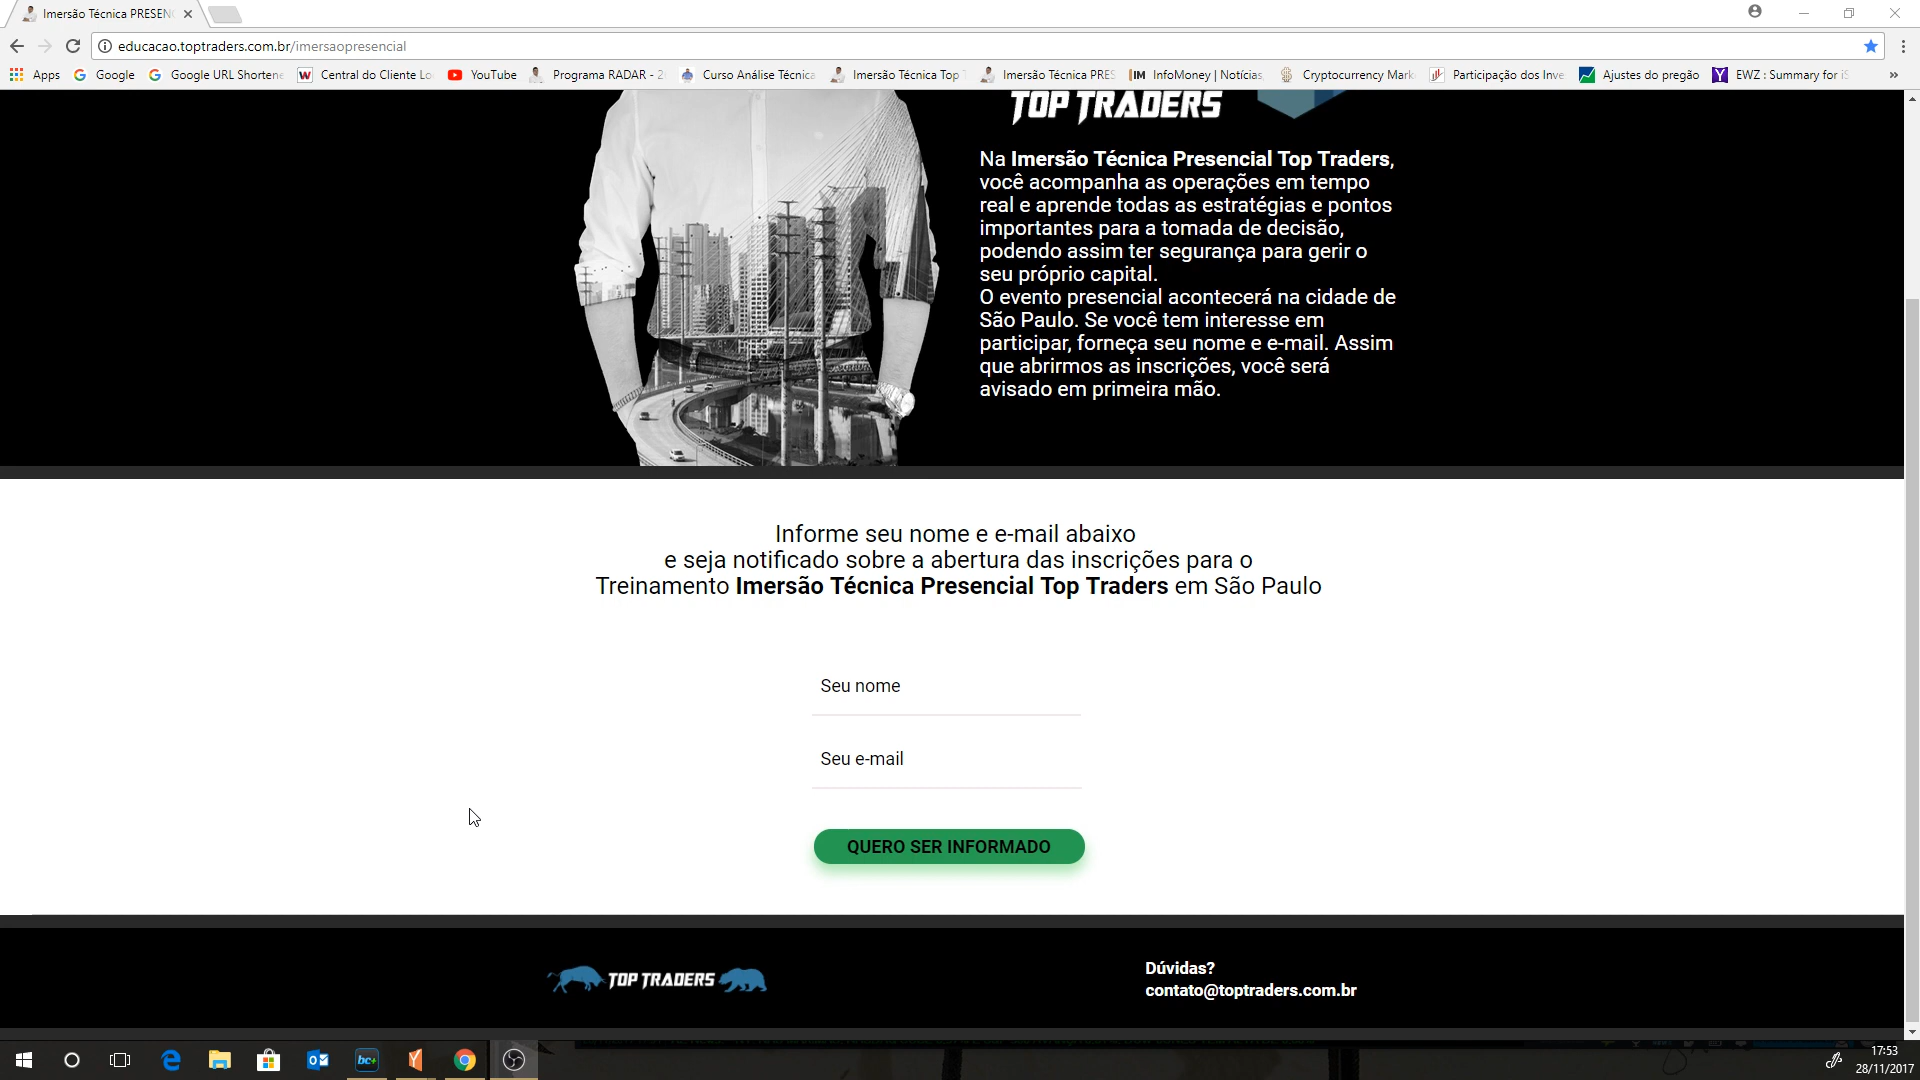 Imersão Técnica PRESEN
educacao.toptraders.com.br/imersaopresencial
Apps Google Google URL Shortene Central do Cliente Lo YouTube Programa RADAR - 2 Curso Análise Técnica Imersão Técnica Top T Imersão Técnica PRES InfoMoney | Notícias, Cryptocurrency Mark Participação dos Inve Ajustes do pregão EWZ : Summary for iS »
TOP TRADERS
Na Imersão Técnica Presencial Top Traders,
você acompanha as operações em tempo
real e aprende todas as estratégias e pontos
importantes para a tomada de decisão,
podendo assim ter segurança para gerir o
seu próprio capital.
O evento presencial acontecerá na cidade de
São Paulo. Se você tem interesse em
participar, forneça seu nome e e-mail. Assim
que abrirmos as inscrições, você será
avisado em primeira mão.
Informe seu nome e e-mail abaixo
e seja notificado sobre a abertura das inscrições para o
Treinamento Imersão Técnica Presencial Top Traders em São Paulo
Seu nome
Seu e-mail
QUERO SER INFORMADO
TOP TRADERS
Dúvidas?
contato@toptraders.com.br
bc+
17:53
28/11/2017